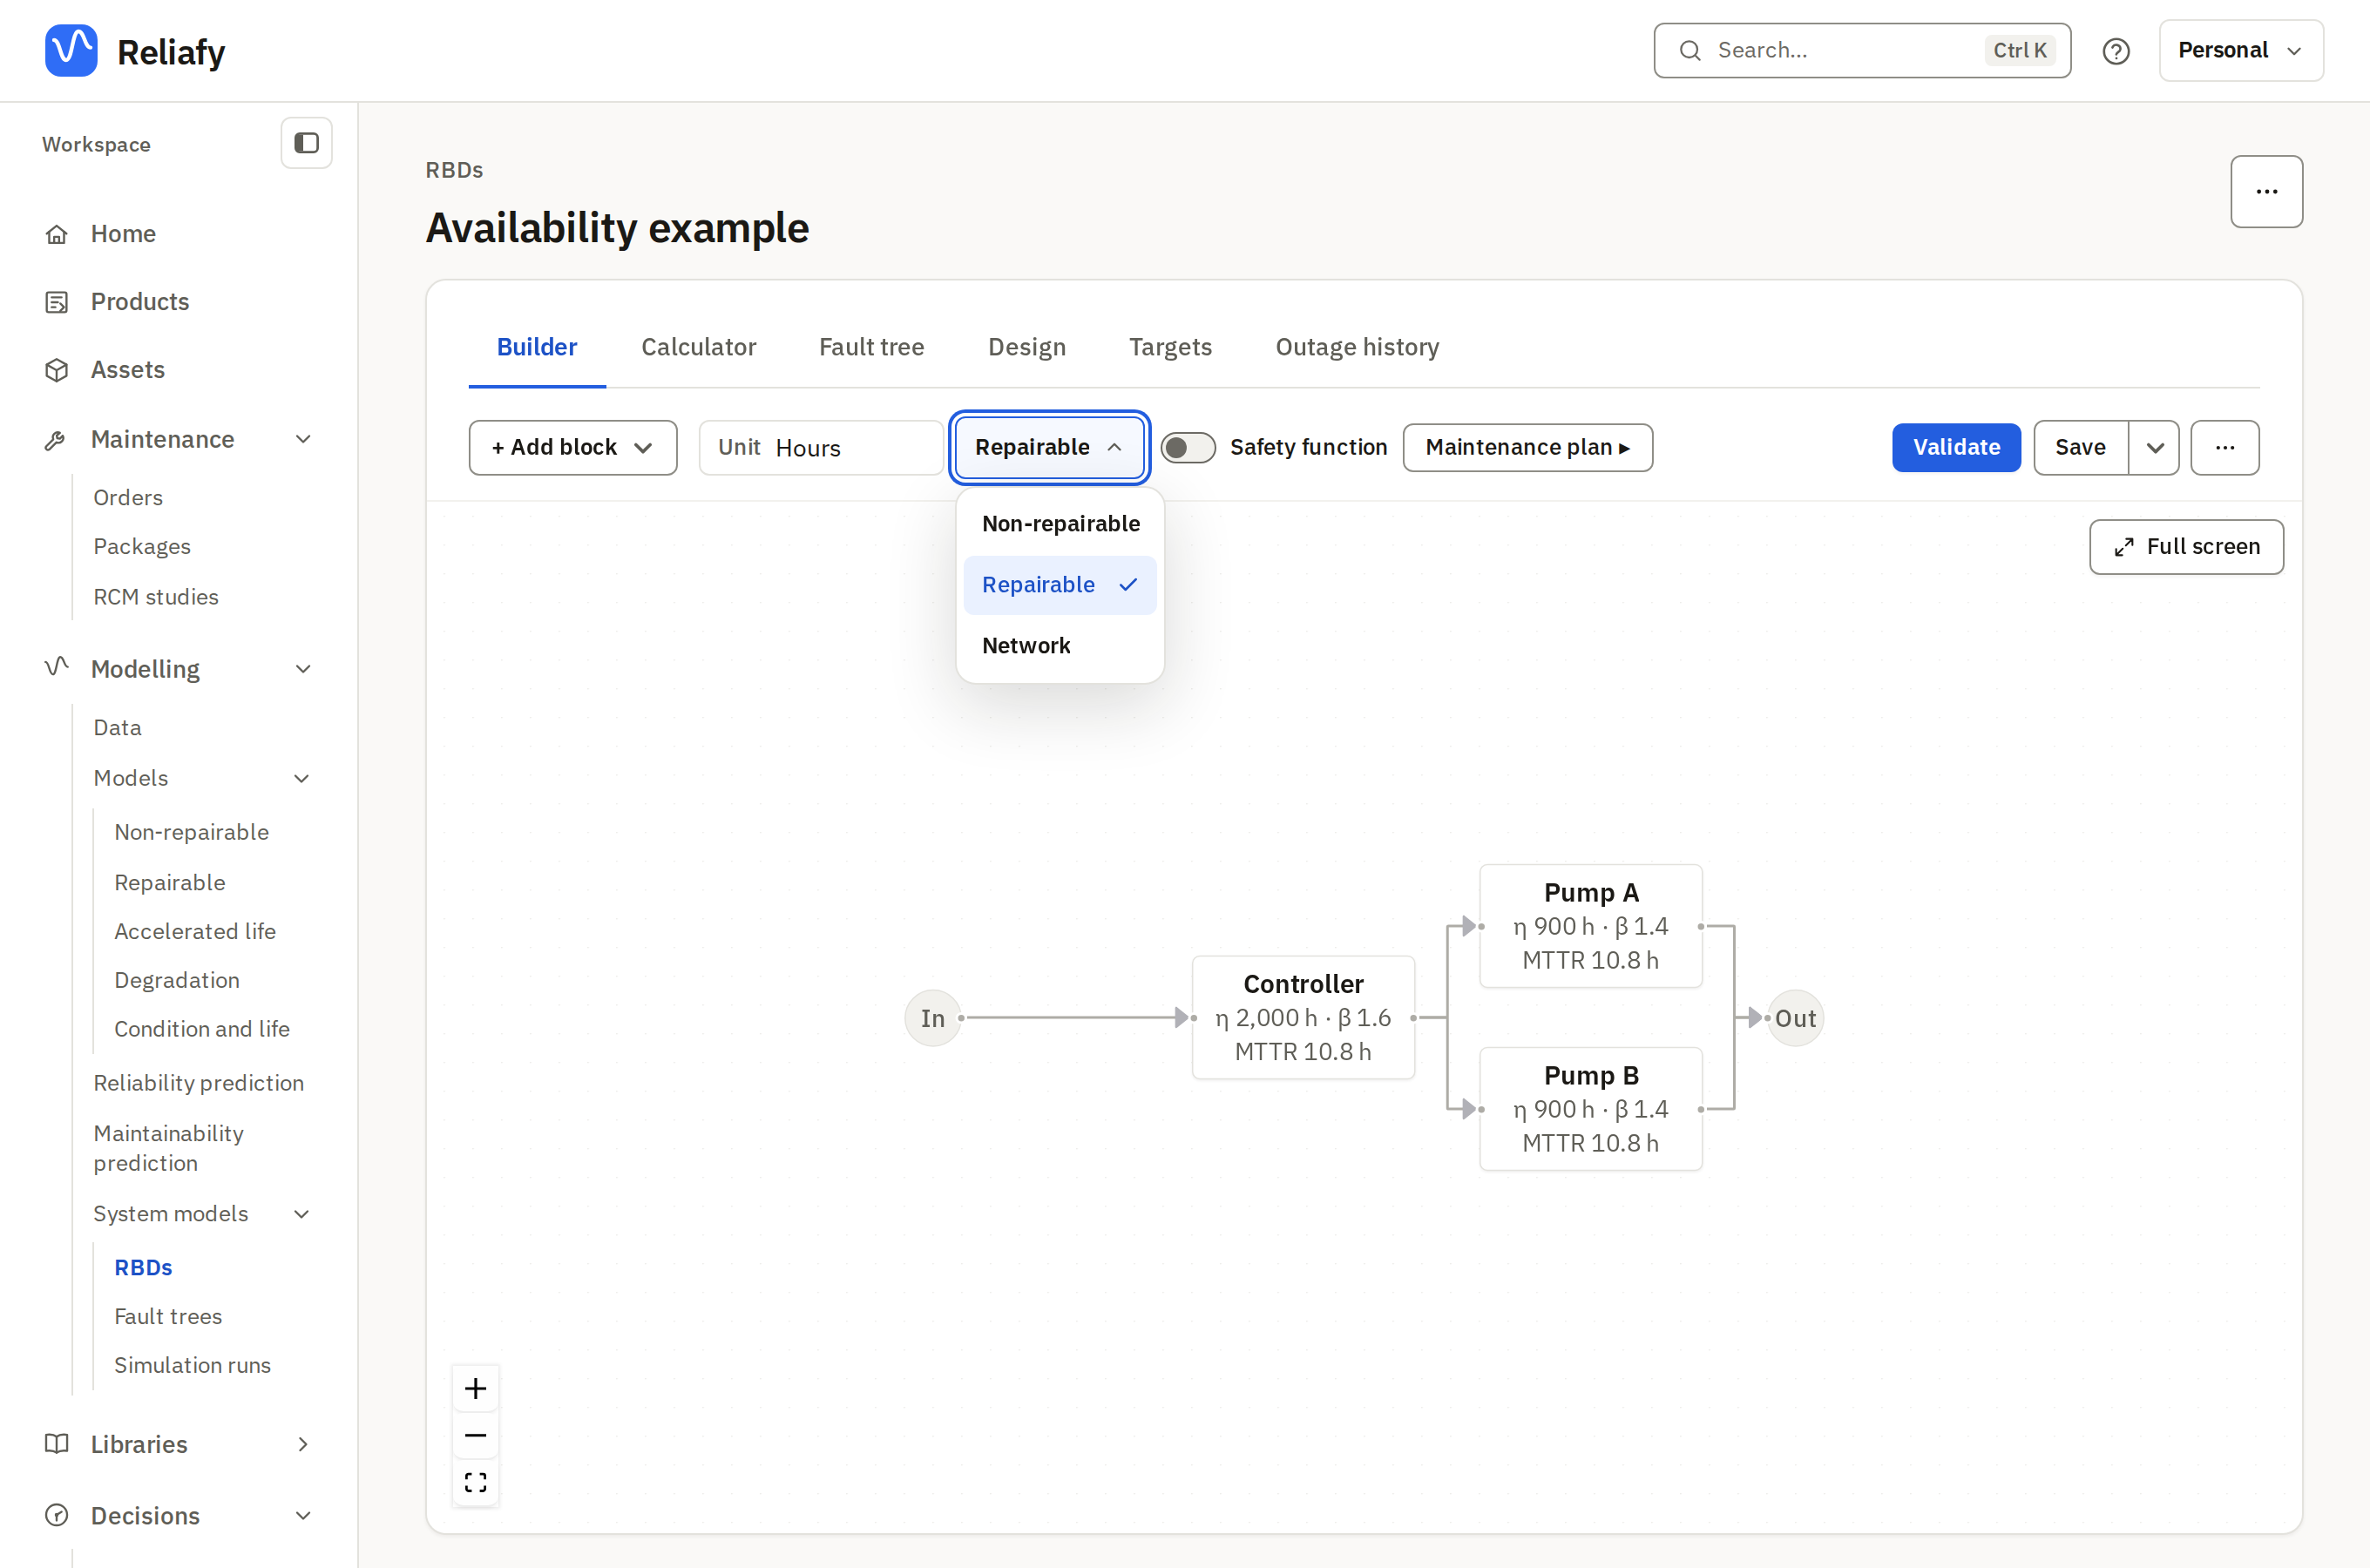 Reliafy
Search...
Ctrl K
Personal
Workspace
Home
Products
Assets
Maintenance
Orders
Packages
RCM studies
Modelling
Data
Models
Non-repairable
Repairable
Accelerated life
Degradation
Condition and life
Reliability prediction
Maintainability
prediction
System models
RBDs
Fault trees
Simulation runs
Libraries
Decisions
RBDs
Availability example
Builder
Calculator
Fault tree
Design
Targets
Outage history
+ Add block
Unit Hours
Repairable
Safety function
Maintenance plan ▸
Validate
Save
Non-repairable
Repairable
Network
Full screen
In
Controller
η 2,000 h · β 1.6
MTTR 10.8 h
Pump A
η 900 h · β 1.4
MTTR 10.8 h
Pump B
η 900 h · β 1.4
MTTR 10.8 h
Out